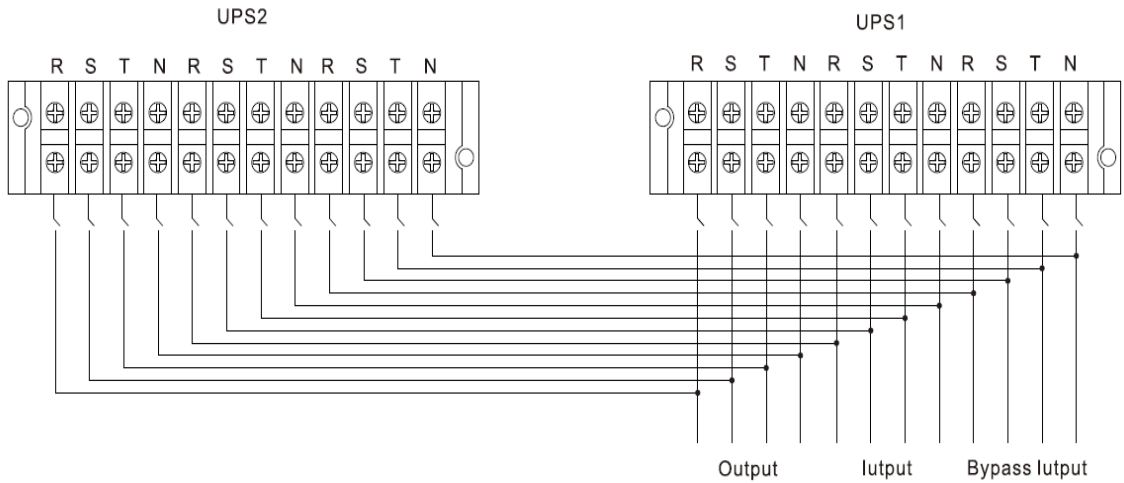 UPS2
UPS1
R S T N R S T N R S T N
R S T N R S T N R S T N
Output
Iutput
Bypass Iutput